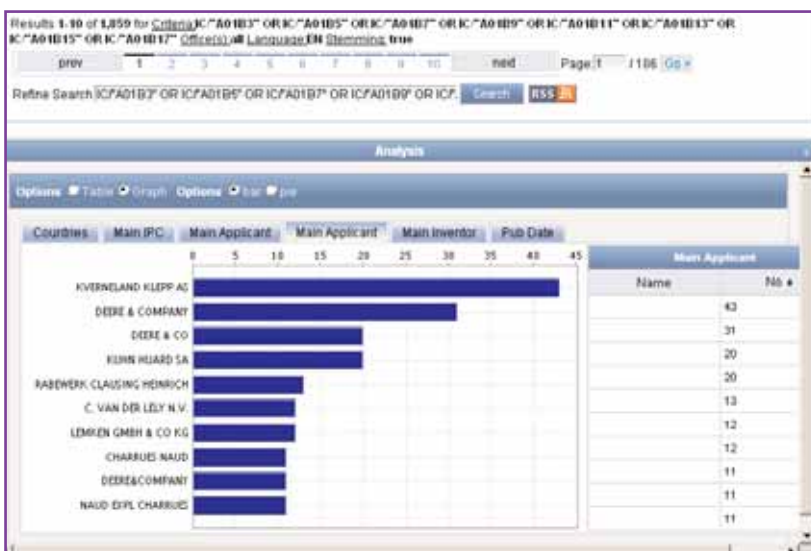 Results 1-10 of 1,859 for Criteria:IC/"A01B3" OR IC/"A01B5" OR IC/"A01B7" OR IC/"A01B9" OR IC/"A01B11" OR IC/"A01B13" OR
IC/"A01B15" OR IC/"A01B17" Office(s):all Language:EN Stemming: true
prev 1 2 3 4 5 6 7 8 9 10 next Page: 1 / 186 Go »
Refine Search IC/"A01B3" OR IC/"A01B5" OR IC/"A01B7" OR IC/"A01B9" OR IC/". Search RSS
Analysis
Options Table Graph Options bar pie
Countries Main IPC Main Applicant Main Applicant Main Inventor Pub Date
0 5 10 15 20 25 30 35 40 45
Main Applicant
Name No
KVERNELAND KLEPP AS
DEERE & COMPANY
DEERE & CO
KUHN HUARD SA
RABEWERK CLAUSING HEINRICH
C. VAN DER LELY N.V.
LEMKEN GMBH & CO KG
CHARRUES NAUD
DEERE&COMPANY
NAUD EXPL CHARRUES
43
31
20
20
13
12
12
11
11
11